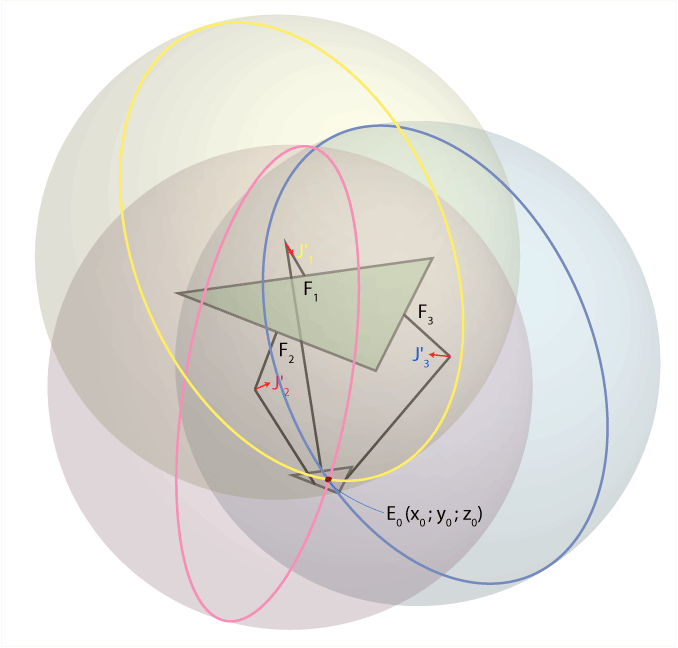 J'₁
F₁
F₃
F₂
J'₃
J'₂
E₀(x₀;y₀;z₀)